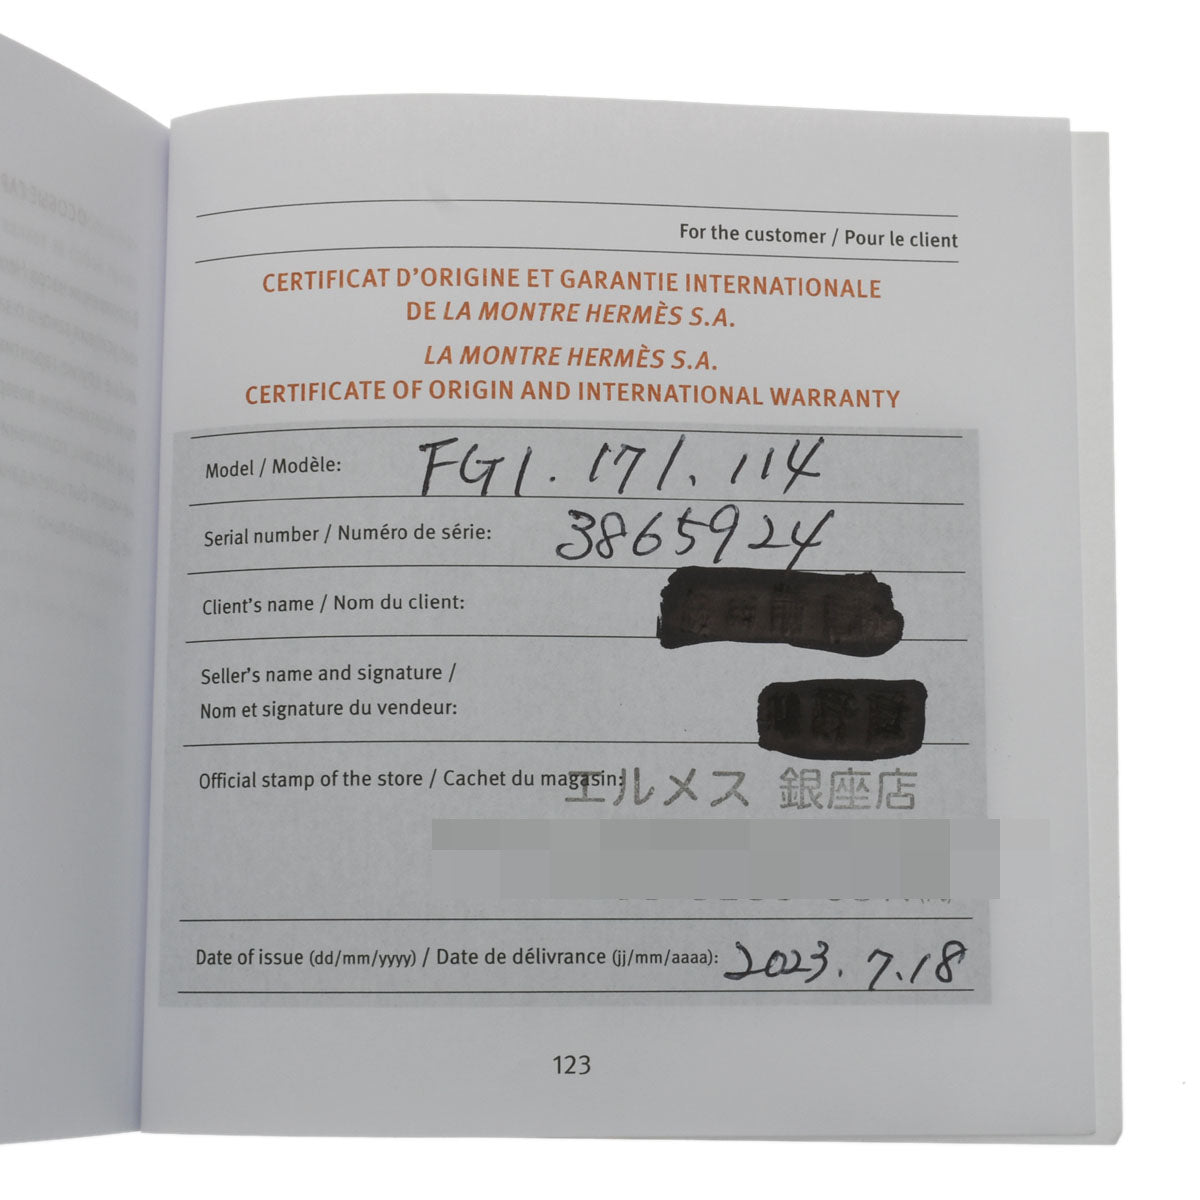 For the customer / Pour le client
CERTIFICAT D'ORIGINE ET GARANTIE INTERNATIONALE
DE LA MONTRE HERMÈS S.A.
LA MONTRE HERMÈS S.A.
CERTIFICATE OF ORIGIN AND INTERNATIONAL WARRANTY
Model / Modèle: FG1.171.114
Serial number / Numéro de série: 3865924
Client's name / Nom du client:
Seller's name and signature /
Nom et signature du vendeur:
Official stamp of the store / Cachet du magasin: エルメス 銀座店
Date of issue (dd/mm/yyyy) / Date de délivrance (jj/mm/aaaa): 2023.7.18
123